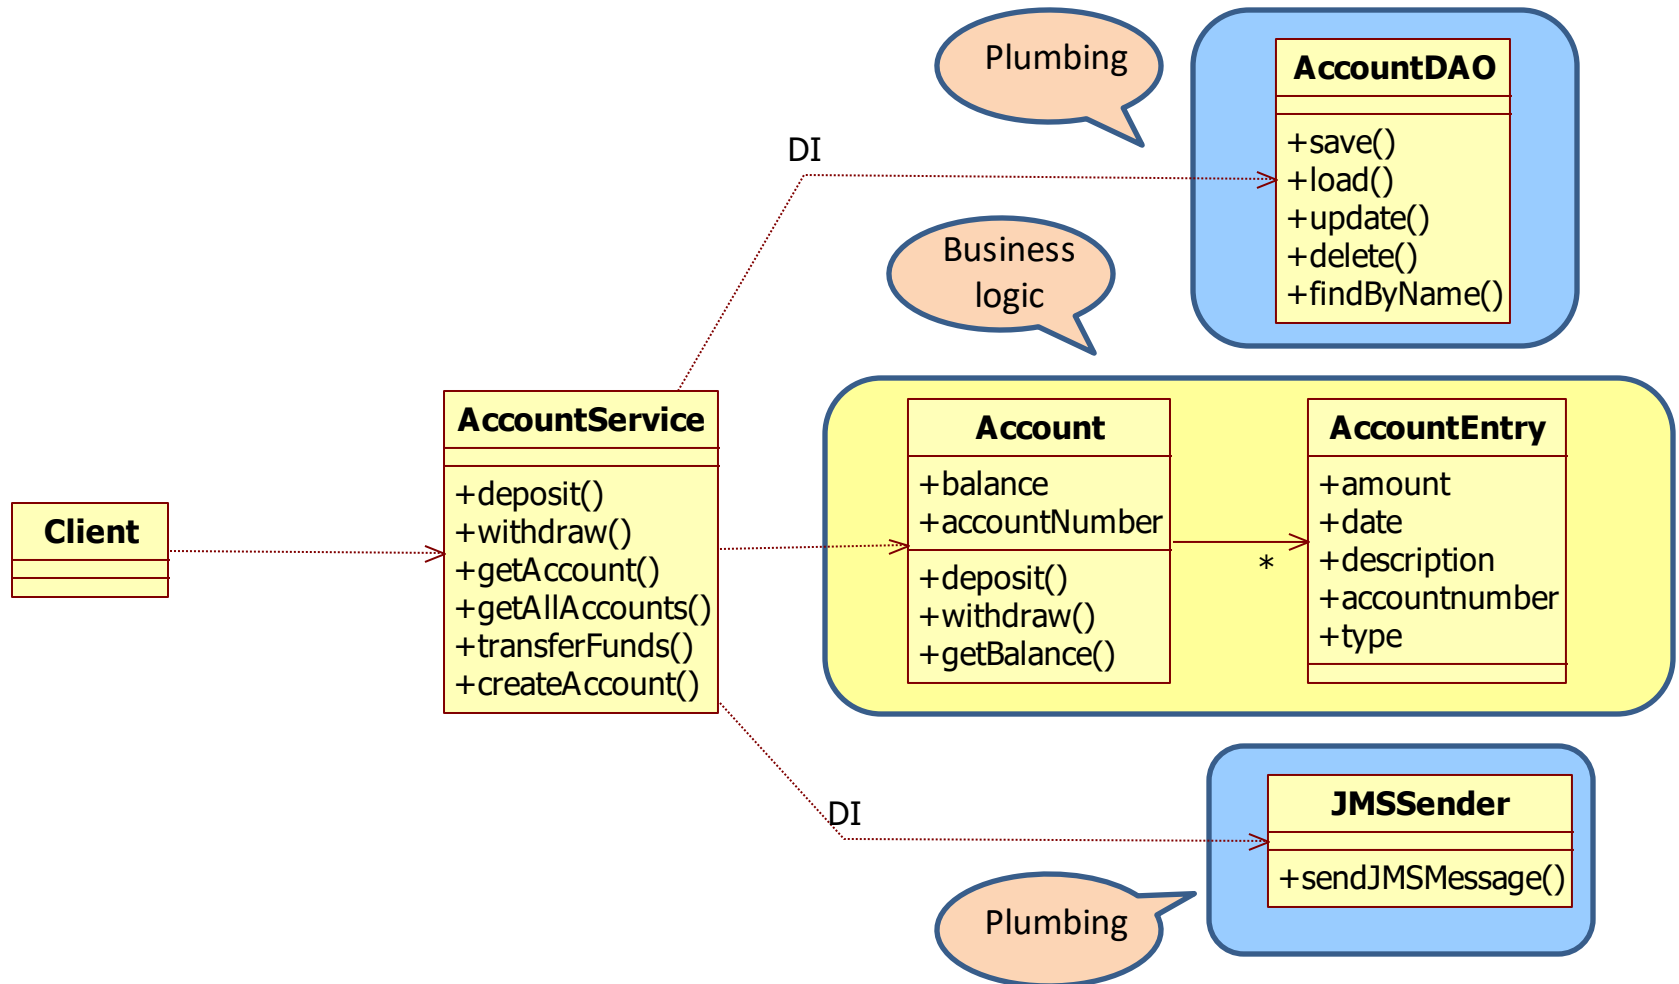 Plumbing
AccountDAO
+save()
+load()
+update()
+delete()
+findByName()
DI
Business
logic
AccountService
+deposit()
+withdraw()
+getAccount()
+getAllAccounts()
+transferFunds()
+createAccount()
Account
+balance
+accountNumber
+deposit()
+withdraw()
+getBalance()
*
AccountEntry
+amount
+date
+description
+accountnumber
+type
Client
DI
JMSSender
+sendJMSMessage()
Plumbing